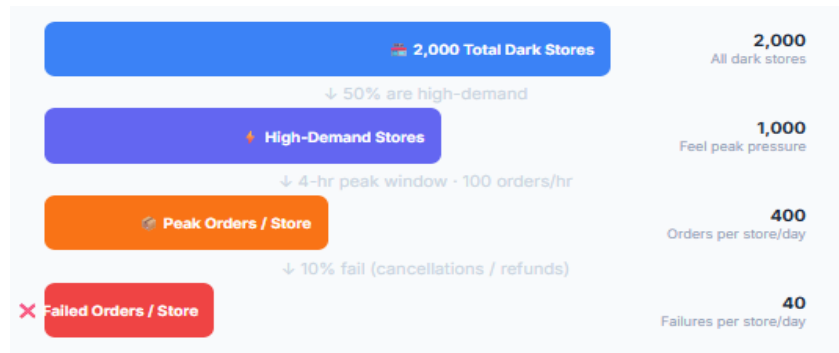 2,000 Total Dark Stores
2,000
All dark stores
↓ 50% are high-demand
High-Demand Stores
1,000
Feel peak pressure
↓ 4-hr peak window · 100 orders/hr
Peak Orders / Store
400
Orders per store/day
↓ 10% fail (cancellations / refunds)
Failed Orders / Store
40
Failures per store/day